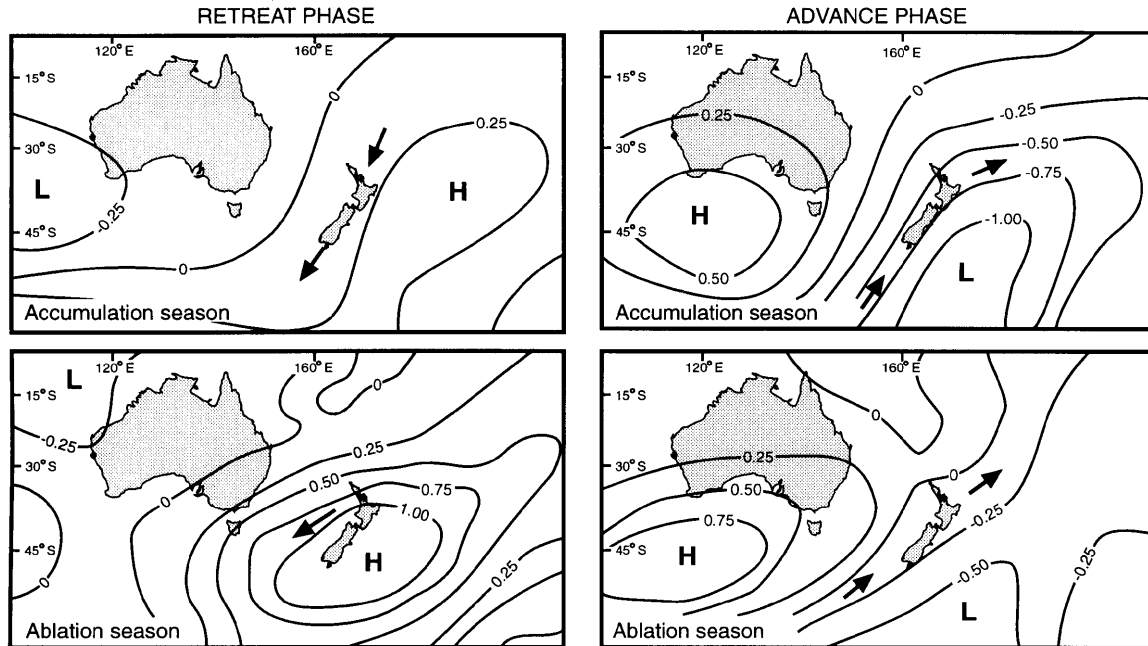 RETREAT PHASE
ADVANCE PHASE
120° E
160° E
15° S
30° S
45° S
0
0.25
L
H
-0.25
0
Accumulation season
120° E
160° E
15° S
30° S
45° S
0
0.25
-0.25
-0.50
-0.75
H
-1.00
L
0.50
Accumulation season
120° E
160° E
L
0
15° S
-0.25
0.25
30° S
0.50
0.75
0
1.00
45° S
H
0.25
0
Ablation season
120° E
160° E
15° S
0
30° S
0.25
0
0.50
-0.25
0.75
45° S
H
-0.50
-0.25
L
Ablation season